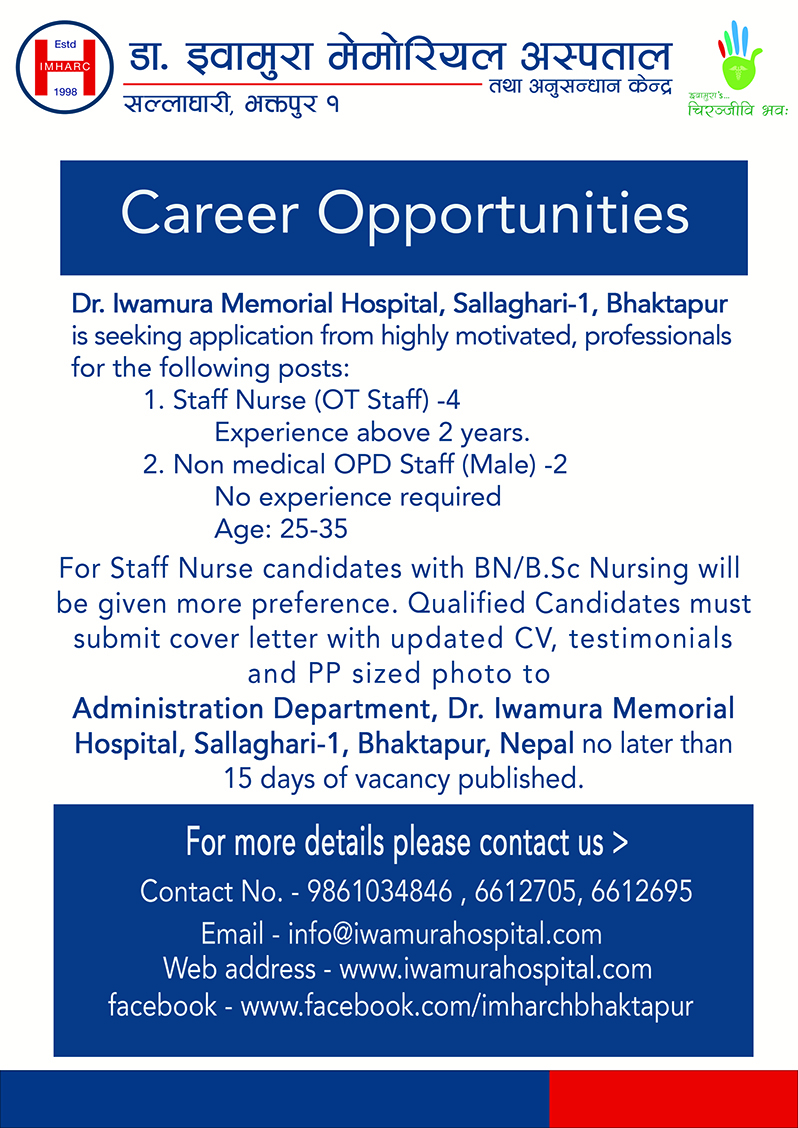 Estd
IMHARC
1998
डा. इवामुरा मेमोरियल अस्पताल
तथा अनुसन्धान केन्द्र
सल्लाघारी, भक्तपुर १
इवामुरा's...
चिरञ्जीवि भवः
Career Opportunities
Dr. Iwamura Memorial Hospital, Sallaghari-1, Bhaktapur
is seeking application from highly motivated, professionals
for the following posts:
1. Staff Nurse (OT Staff) -4
Experience above 2 years.
2. Non medical OPD Staff (Male) -2
No experience required
Age: 25-35
For Staff Nurse candidates with BN/B.Sc Nursing will
be given more preference. Qualified Candidates must
submit cover letter with updated CV, testimonials
and PP sized photo to
Administration Department, Dr. Iwamura Memorial
Hospital, Sallaghari-1, Bhaktapur, Nepal no later than
15 days of vacancy published.
For more details please contact us >
Contact No. - 9861034846 , 6612705, 6612695
Email - info@iwamurahospital.com
Web address - www.iwamurahospital.com
facebook - www.facebook.com/imharchbhaktapur